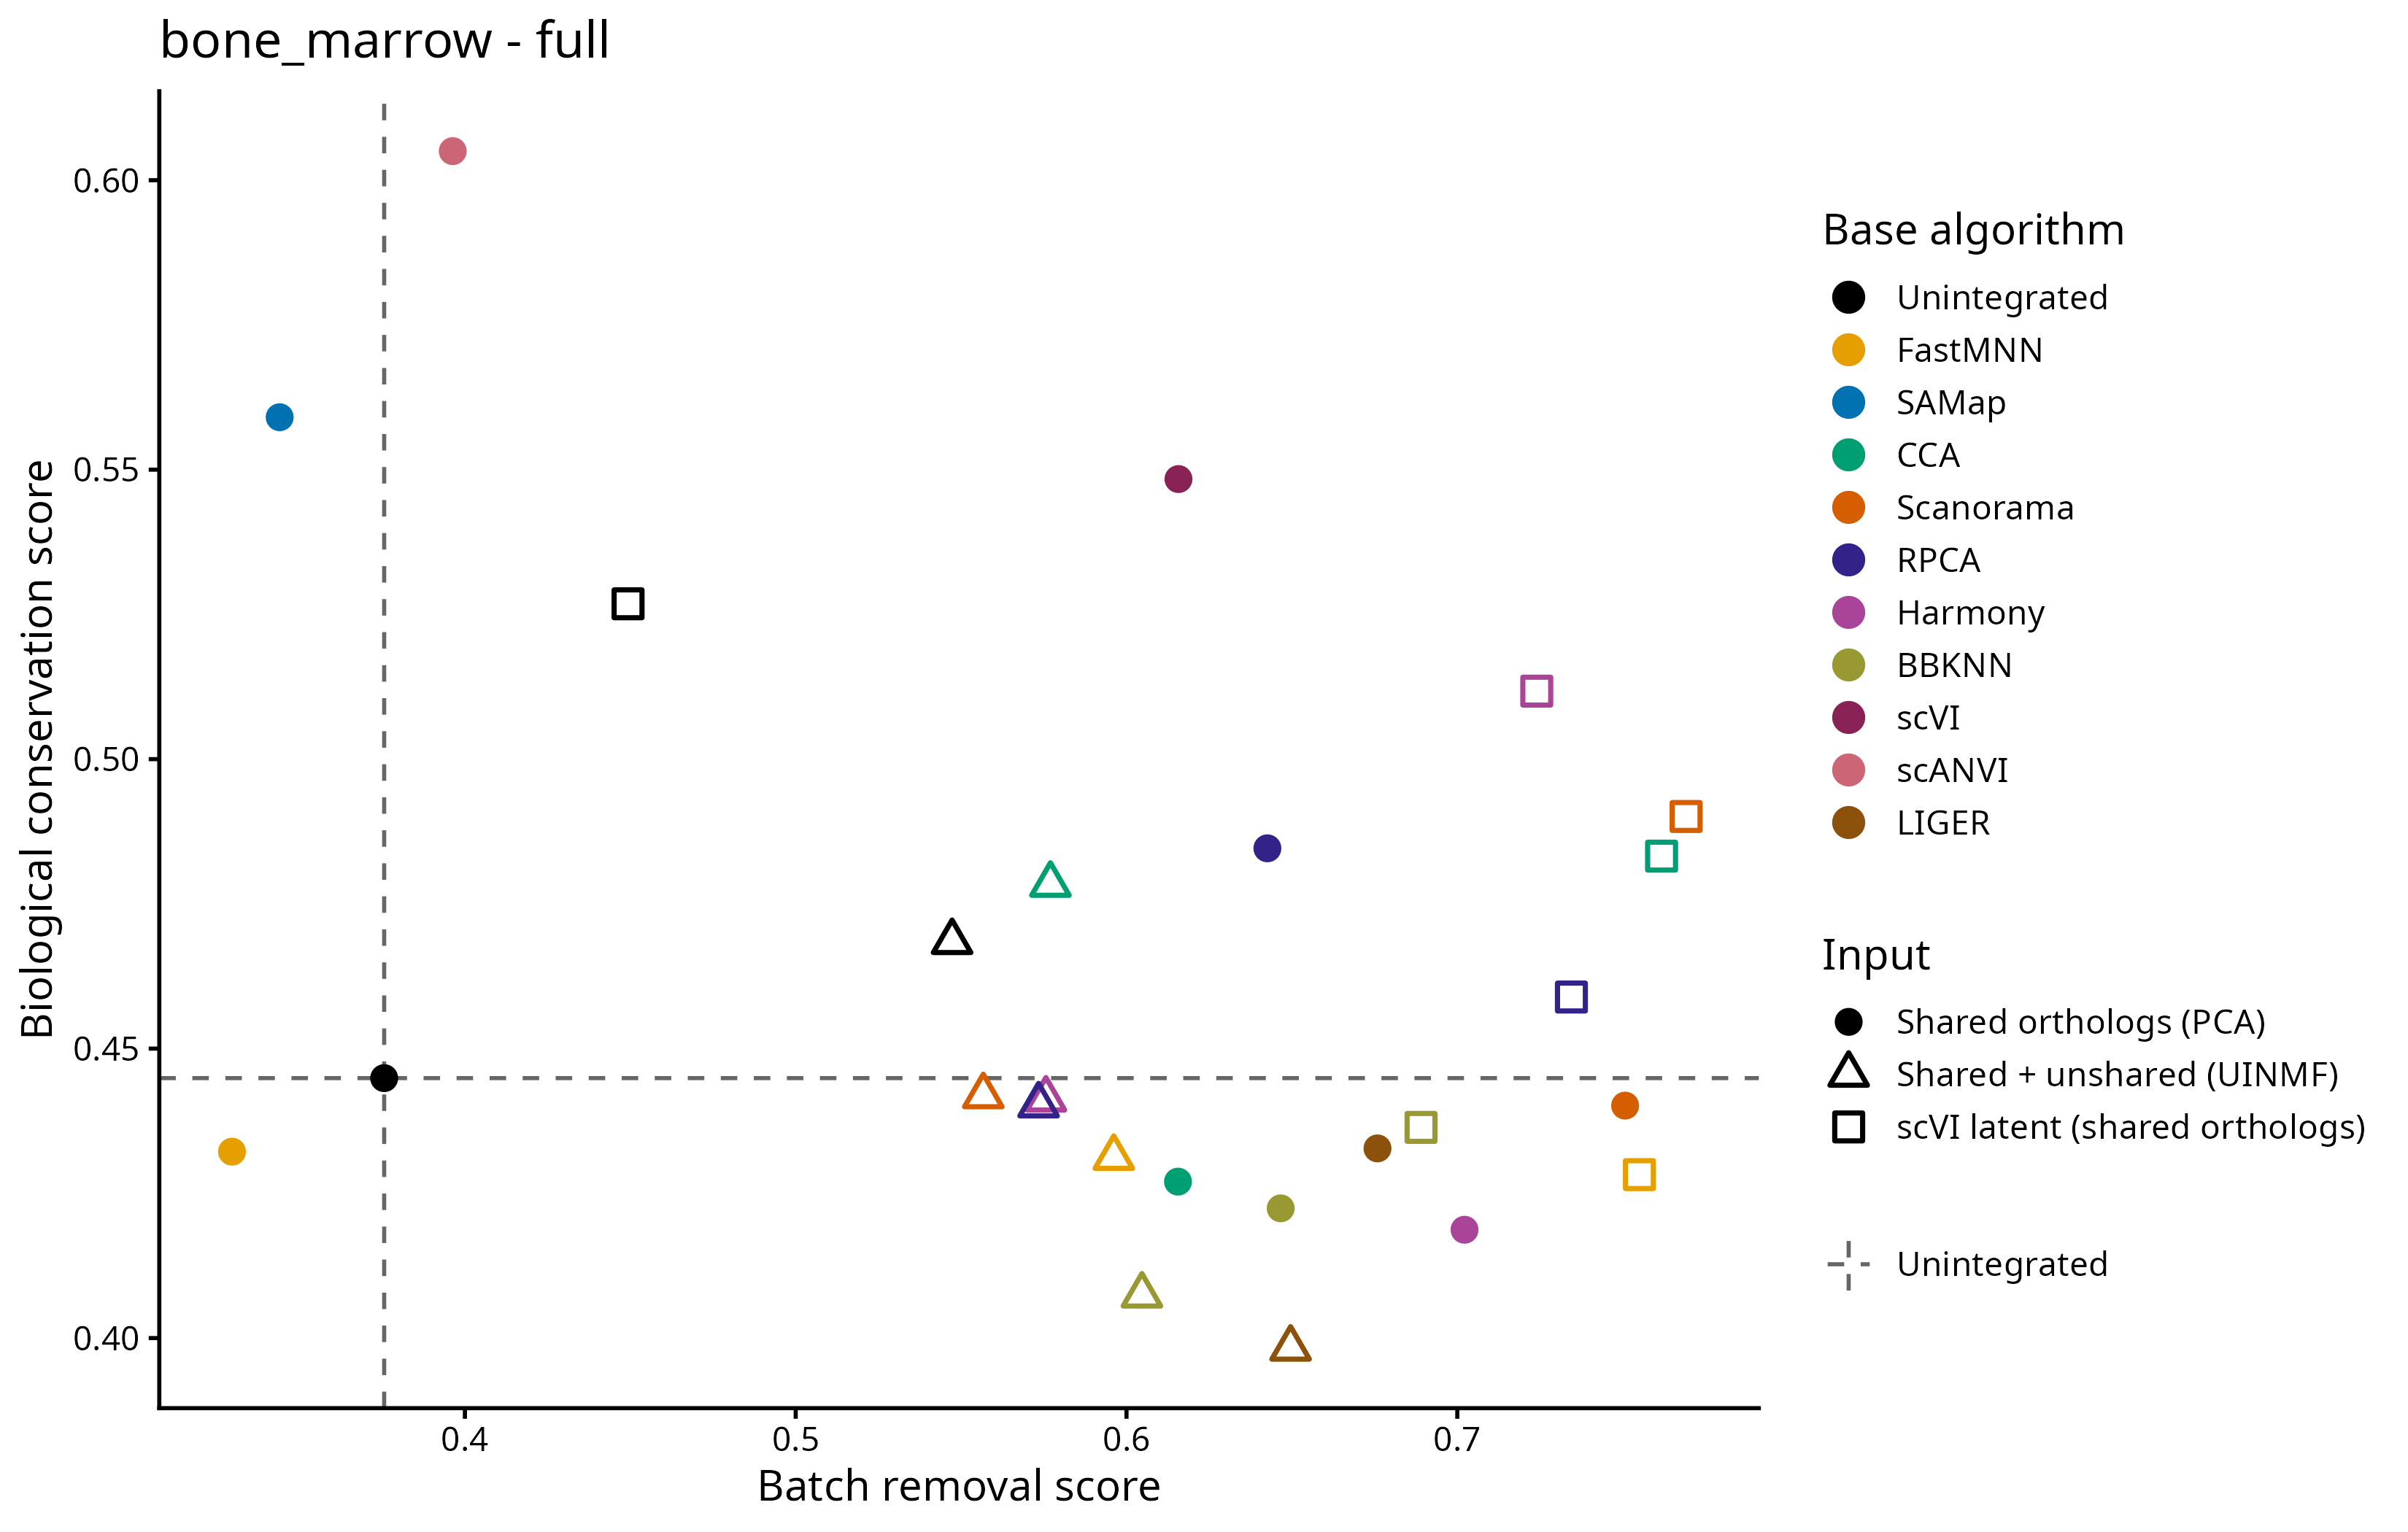 bone_marrow - full
Biological conservation score
0.60
0.55
0.50
0.45
0.40
0.4
0.5
0.6
0.7
Batch removal score
Base algorithm
Unintegrated
FastMNN
SAMap
CCA
Scanorama
RPCA
Harmony
BBKNN
scVI
scANVI
LIGER
Input
Shared orthologs (PCA)
Shared + unshared (UINMF)
scVI latent (shared orthologs)
Unintegrated